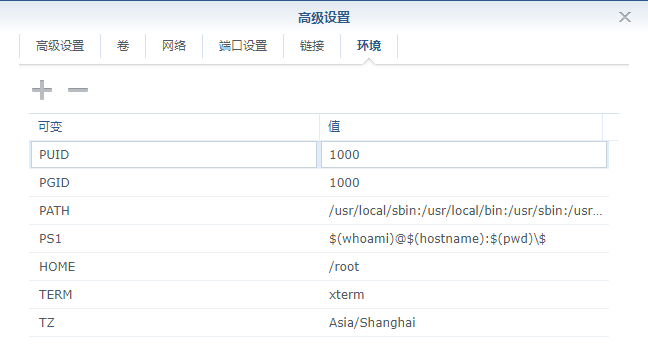 高级设置
高级设置 卷 网络 端口设置 链接 环境
可变 值
PUID 1000
PGID 1000
PATH /usr/local/sbin:/usr/local/bin:/usr/sbin:/usr...
PS1 $(whoami)@$(hostname):$(pwd)\$
HOME /root
TERM xterm
TZ Asia/Shanghai